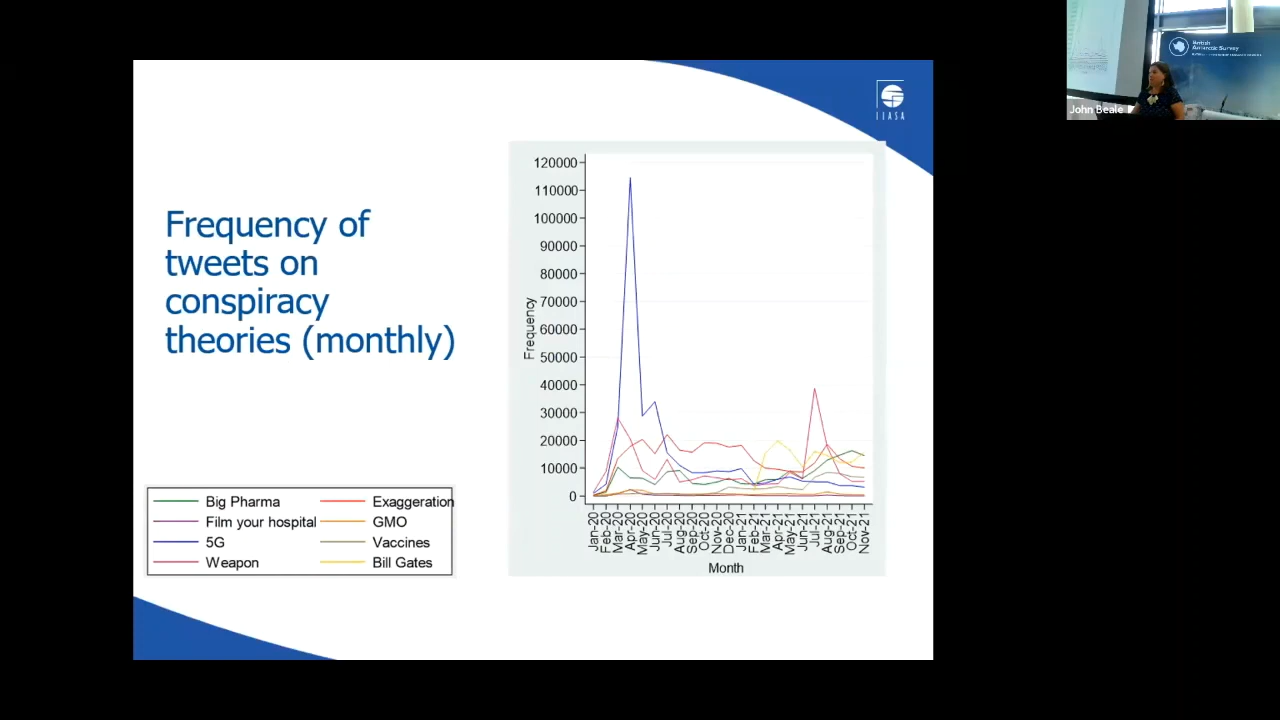 British
Antarctic Survey
John Beale
IIASA
Frequency of
tweets on
conspiracy
theories (monthly)
120000
110000
100000
90000
80000
70000
60000
50000
40000
30000
20000
10000
0
Frequency
Jan-20
Feb-20
Mar-20
Apr-20
May-20
Jun-20
Jul-20
Aug-20
Sep-20
Oct-20
Nov-20
Dec-20
Jan-21
Feb-21
Mar-21
Apr-21
May-21
Jun-21
Jul-21
Aug-21
Sep-21
Oct-21
Nov-21
Month
Big Pharma
Exaggeration
Film your hospital
GMO
5G
Vaccines
Weapon
Bill Gates